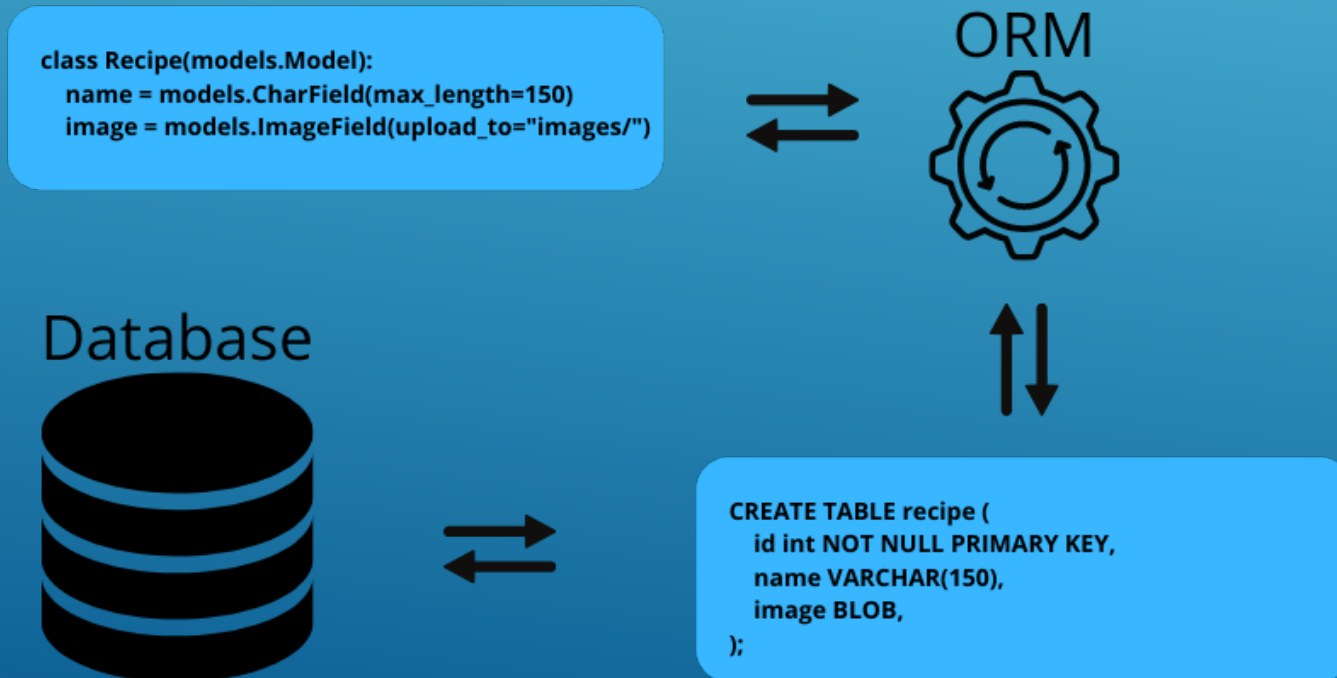 class Recipe(models.Model):
    name = models.CharField(max_length=150)
    image = models.ImageField(upload_to="images/")
ORM
Database
CREATE TABLE recipe (
    id int NOT NULL PRIMARY KEY,
    name VARCHAR(150),
    image BLOB,
);